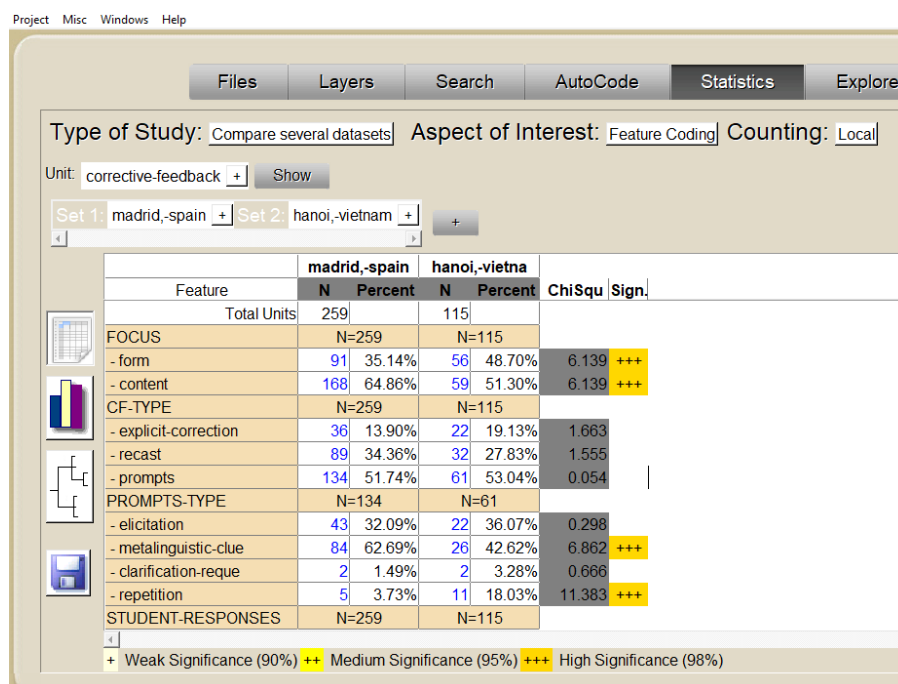 Project Misc Windows Help
Files Layers Search AutoCode Statistics Explore
Type of Study: Compare several datasets Aspect of Interest: Feature Coding Counting: Local
Unit: corrective-feedback + Show
Set 1: madrid,-spain + Set 2: hanoi,-vietnam + +
madrid,-spain hanoi,-vietna
Feature N Percent N Percent ChiSqu Sign.
Total Units 259 115
FOCUS N=259 N=115
- form 91 35.14% 56 48.70% 6.139 +++
- content 168 64.86% 59 51.30% 6.139 +++
CF-TYPE N=259 N=115
- explicit-correction 36 13.90% 22 19.13% 1.663
- recast 89 34.36% 32 27.83% 1.555
- prompts 134 51.74% 61 53.04% 0.054
PROMPTS-TYPE N=134 N=61
- elicitation 43 32.09% 22 36.07% 0.298
- metalinguistic-clue 84 62.69% 26 42.62% 6.862 +++
- clarification-reque 2 1.49% 2 3.28% 0.666
- repetition 5 3.73% 11 18.03% 11.383 +++
STUDENT-RESPONSES N=259 N=115
+ Weak Significance (90%) ++ Medium Significance (95%) +++ High Significance (98%)